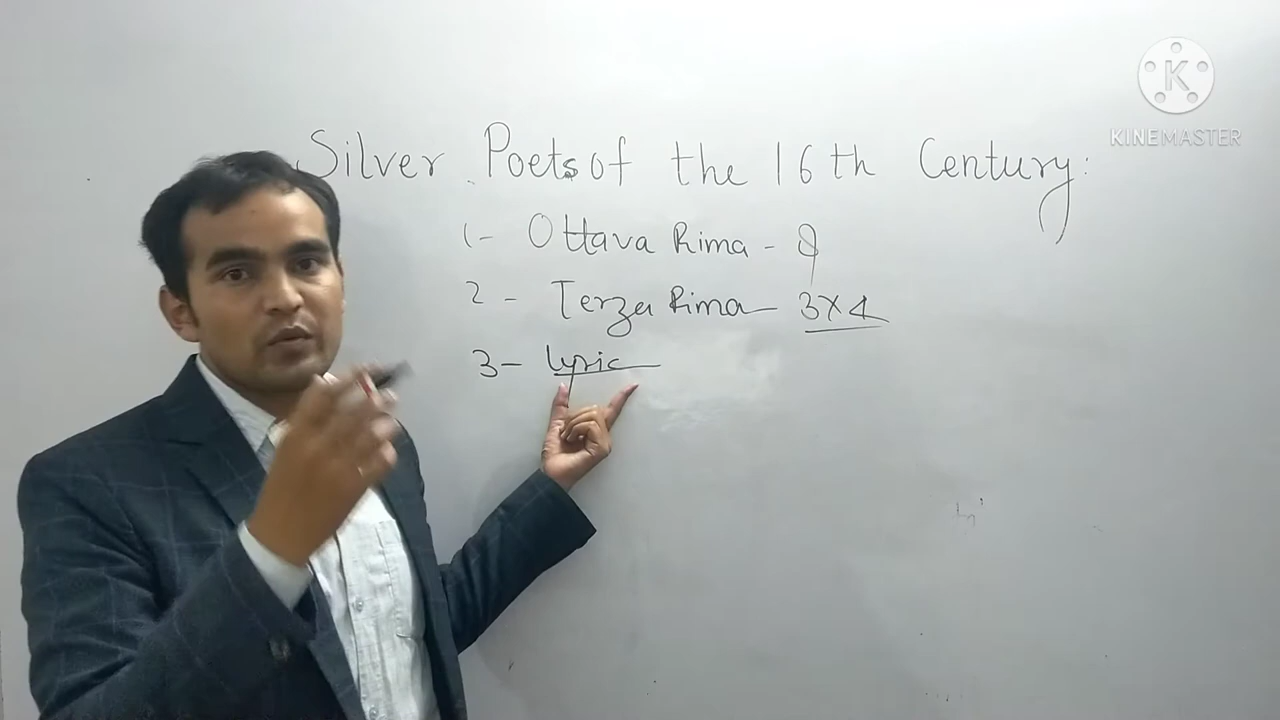 Silver Poets of the 16th Century:
1- Ottava Rima - 8
2 - Terza Rima - 3x4
3- lyric
K
KINEMASTER